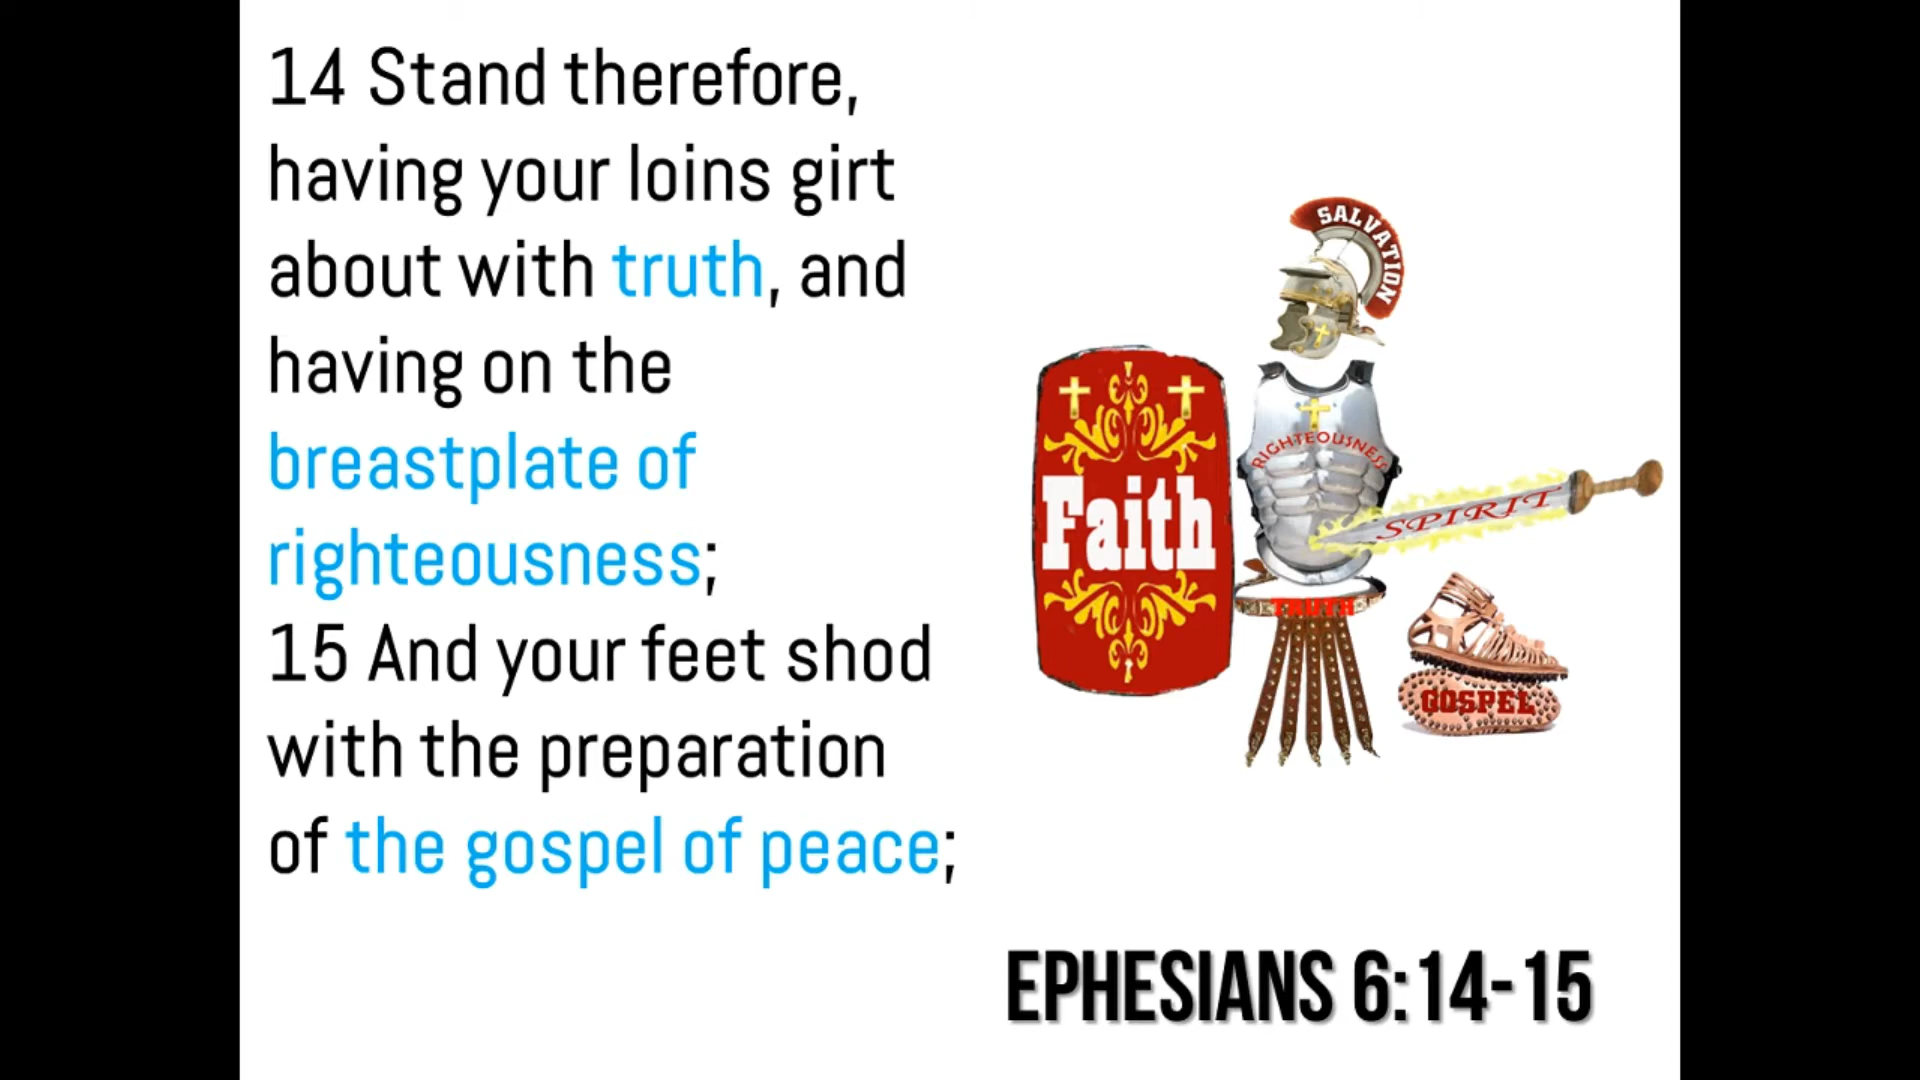 14 Stand therefore,
having your loins girt
about with truth, and
having on the
breastplate of
righteousness;
15 And your feet shod
with the preparation
of the gospel of peace;
SALVATION
Faith
RIGHTEOUSNESS
SPIRIT
TRUTH
GOSPEL
EPHESIANS 6:14-15